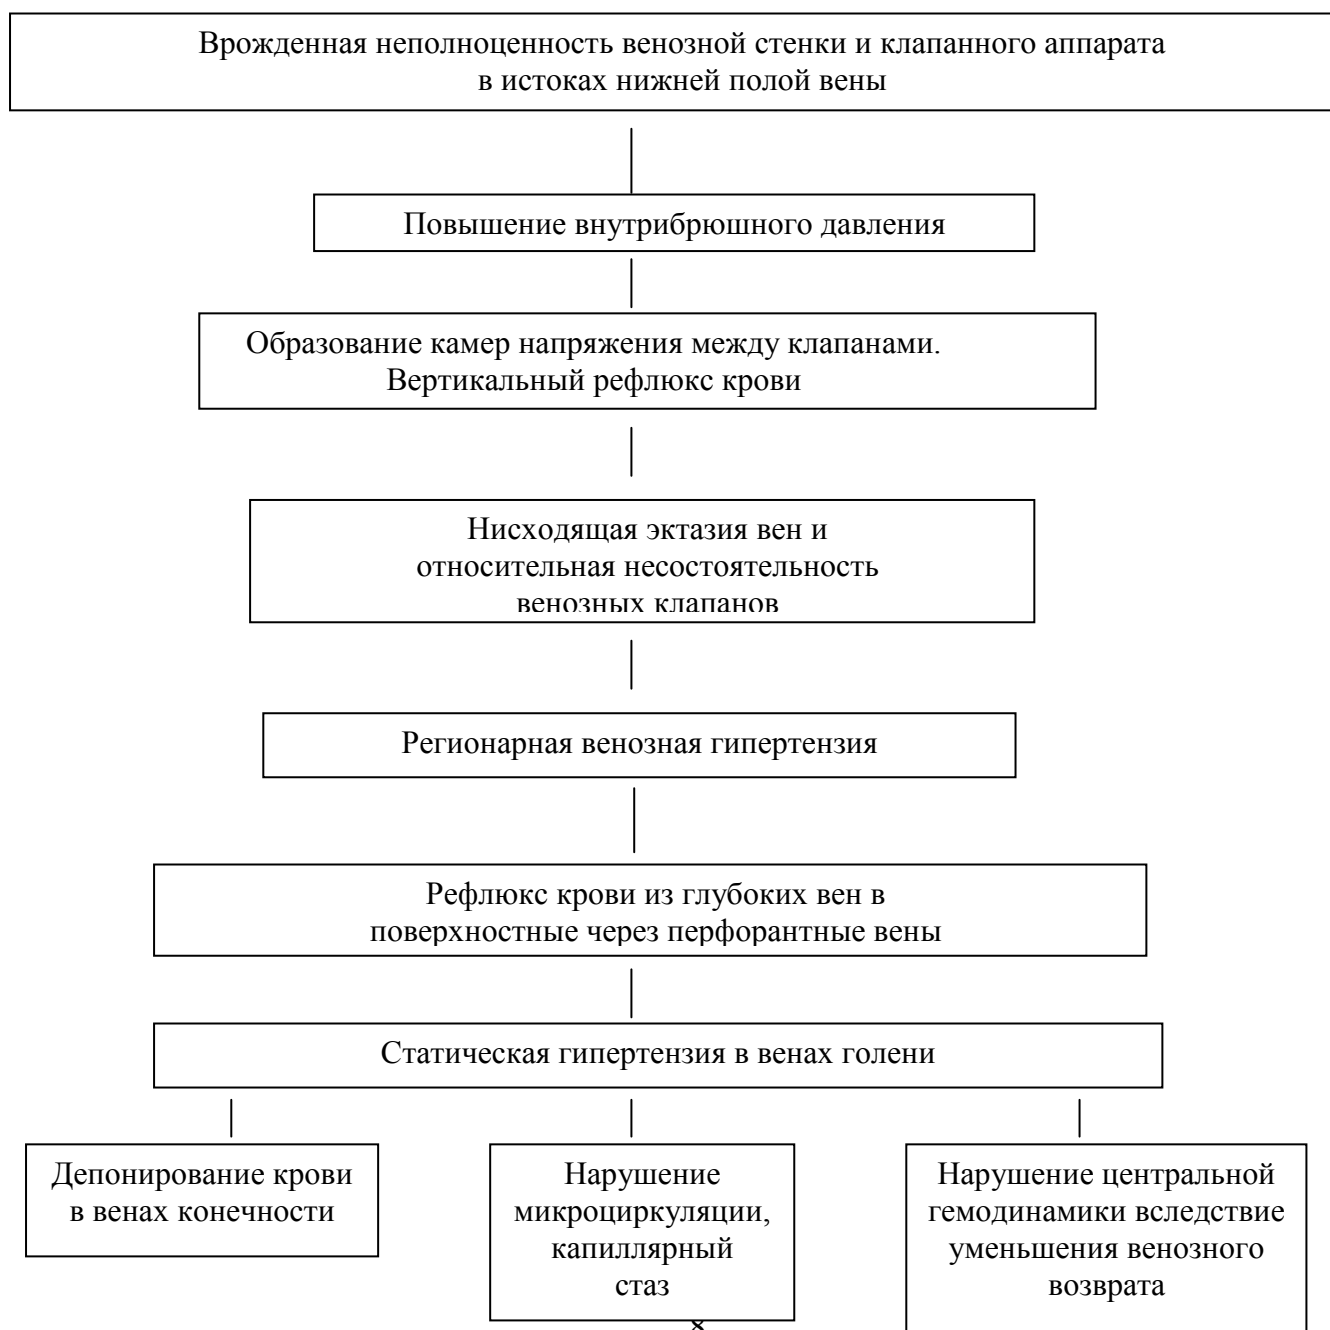 Врожденная неполноценность венозной стенки и клапанного аппарата
в истоках нижней полой вены
Повышение внутрибрюшного давления
Образование камер напряжения между клапанами.
Вертикальный рефлюкс крови
Нисходящая эктазия вен и
относительная несостоятельность
венозных клапанов
Регионарная венозная гипертензия
Рефлюкс крови из глубоких вен в
поверхностные через перфорантные вены
Статическая гипертензия в венах голени
Депонирование крови
в венах конечности
Нарушение
микроциркуляции,
капиллярный
стаз
Нарушение центральной
гемодинамики вследствие
уменьшения венозного
возврата